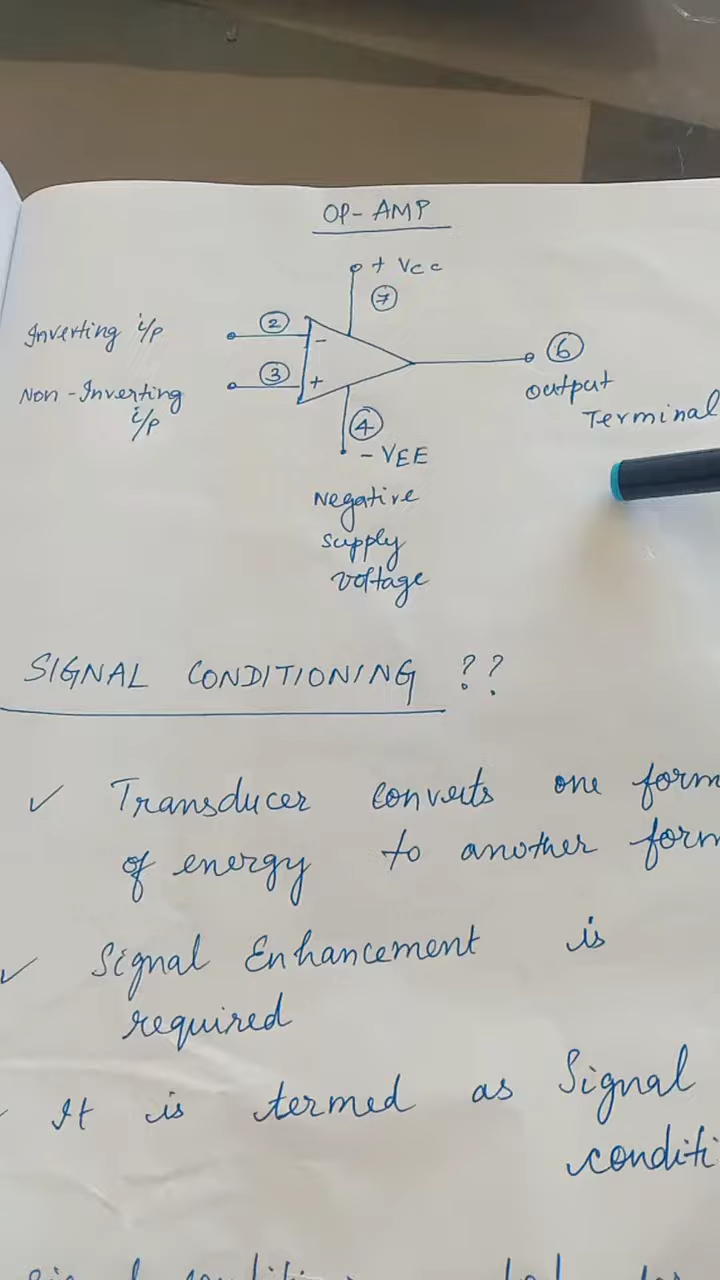 OP-AMP
+ Vcc
7
Inverting i/p
2
-
6
Non-Inverting
i/p
3
+
output
Terminal
4
- VEE
Negative
supply
voltage
SIGNAL CONDITIONING ??
✓ Transducer converts one form
of energy to another form
✓ Signal Enhancement is
required
It is termed as Signal
conditi